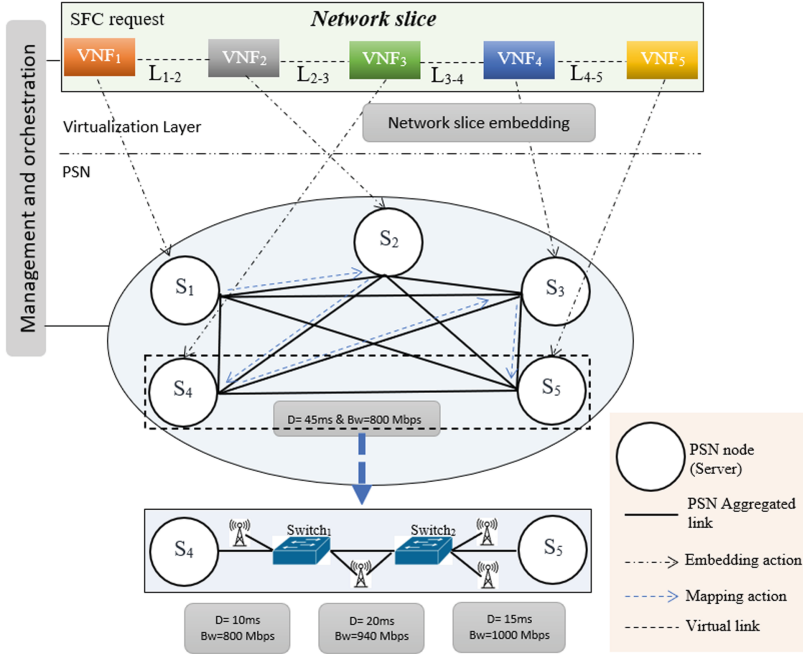 SFC request
Network slice
VNF1
VNF2
VNF3
VNF4
VNF5
L1-2
L2-3
L3-4
L4-5
Management and orchestration
Virtualization Layer
Network slice embedding
PSN
S1
S2
S3
S4
S5
D= 45ms & Bw=800 Mbps
S4
Switch1
Switch2
S5
D= 10ms
Bw=800 Mbps
D= 20ms
Bw=940 Mbps
D= 15ms
Bw=1000 Mbps
PSN node
(Server)
PSN Aggregated
link
Embedding action
Mapping action
Virtual link